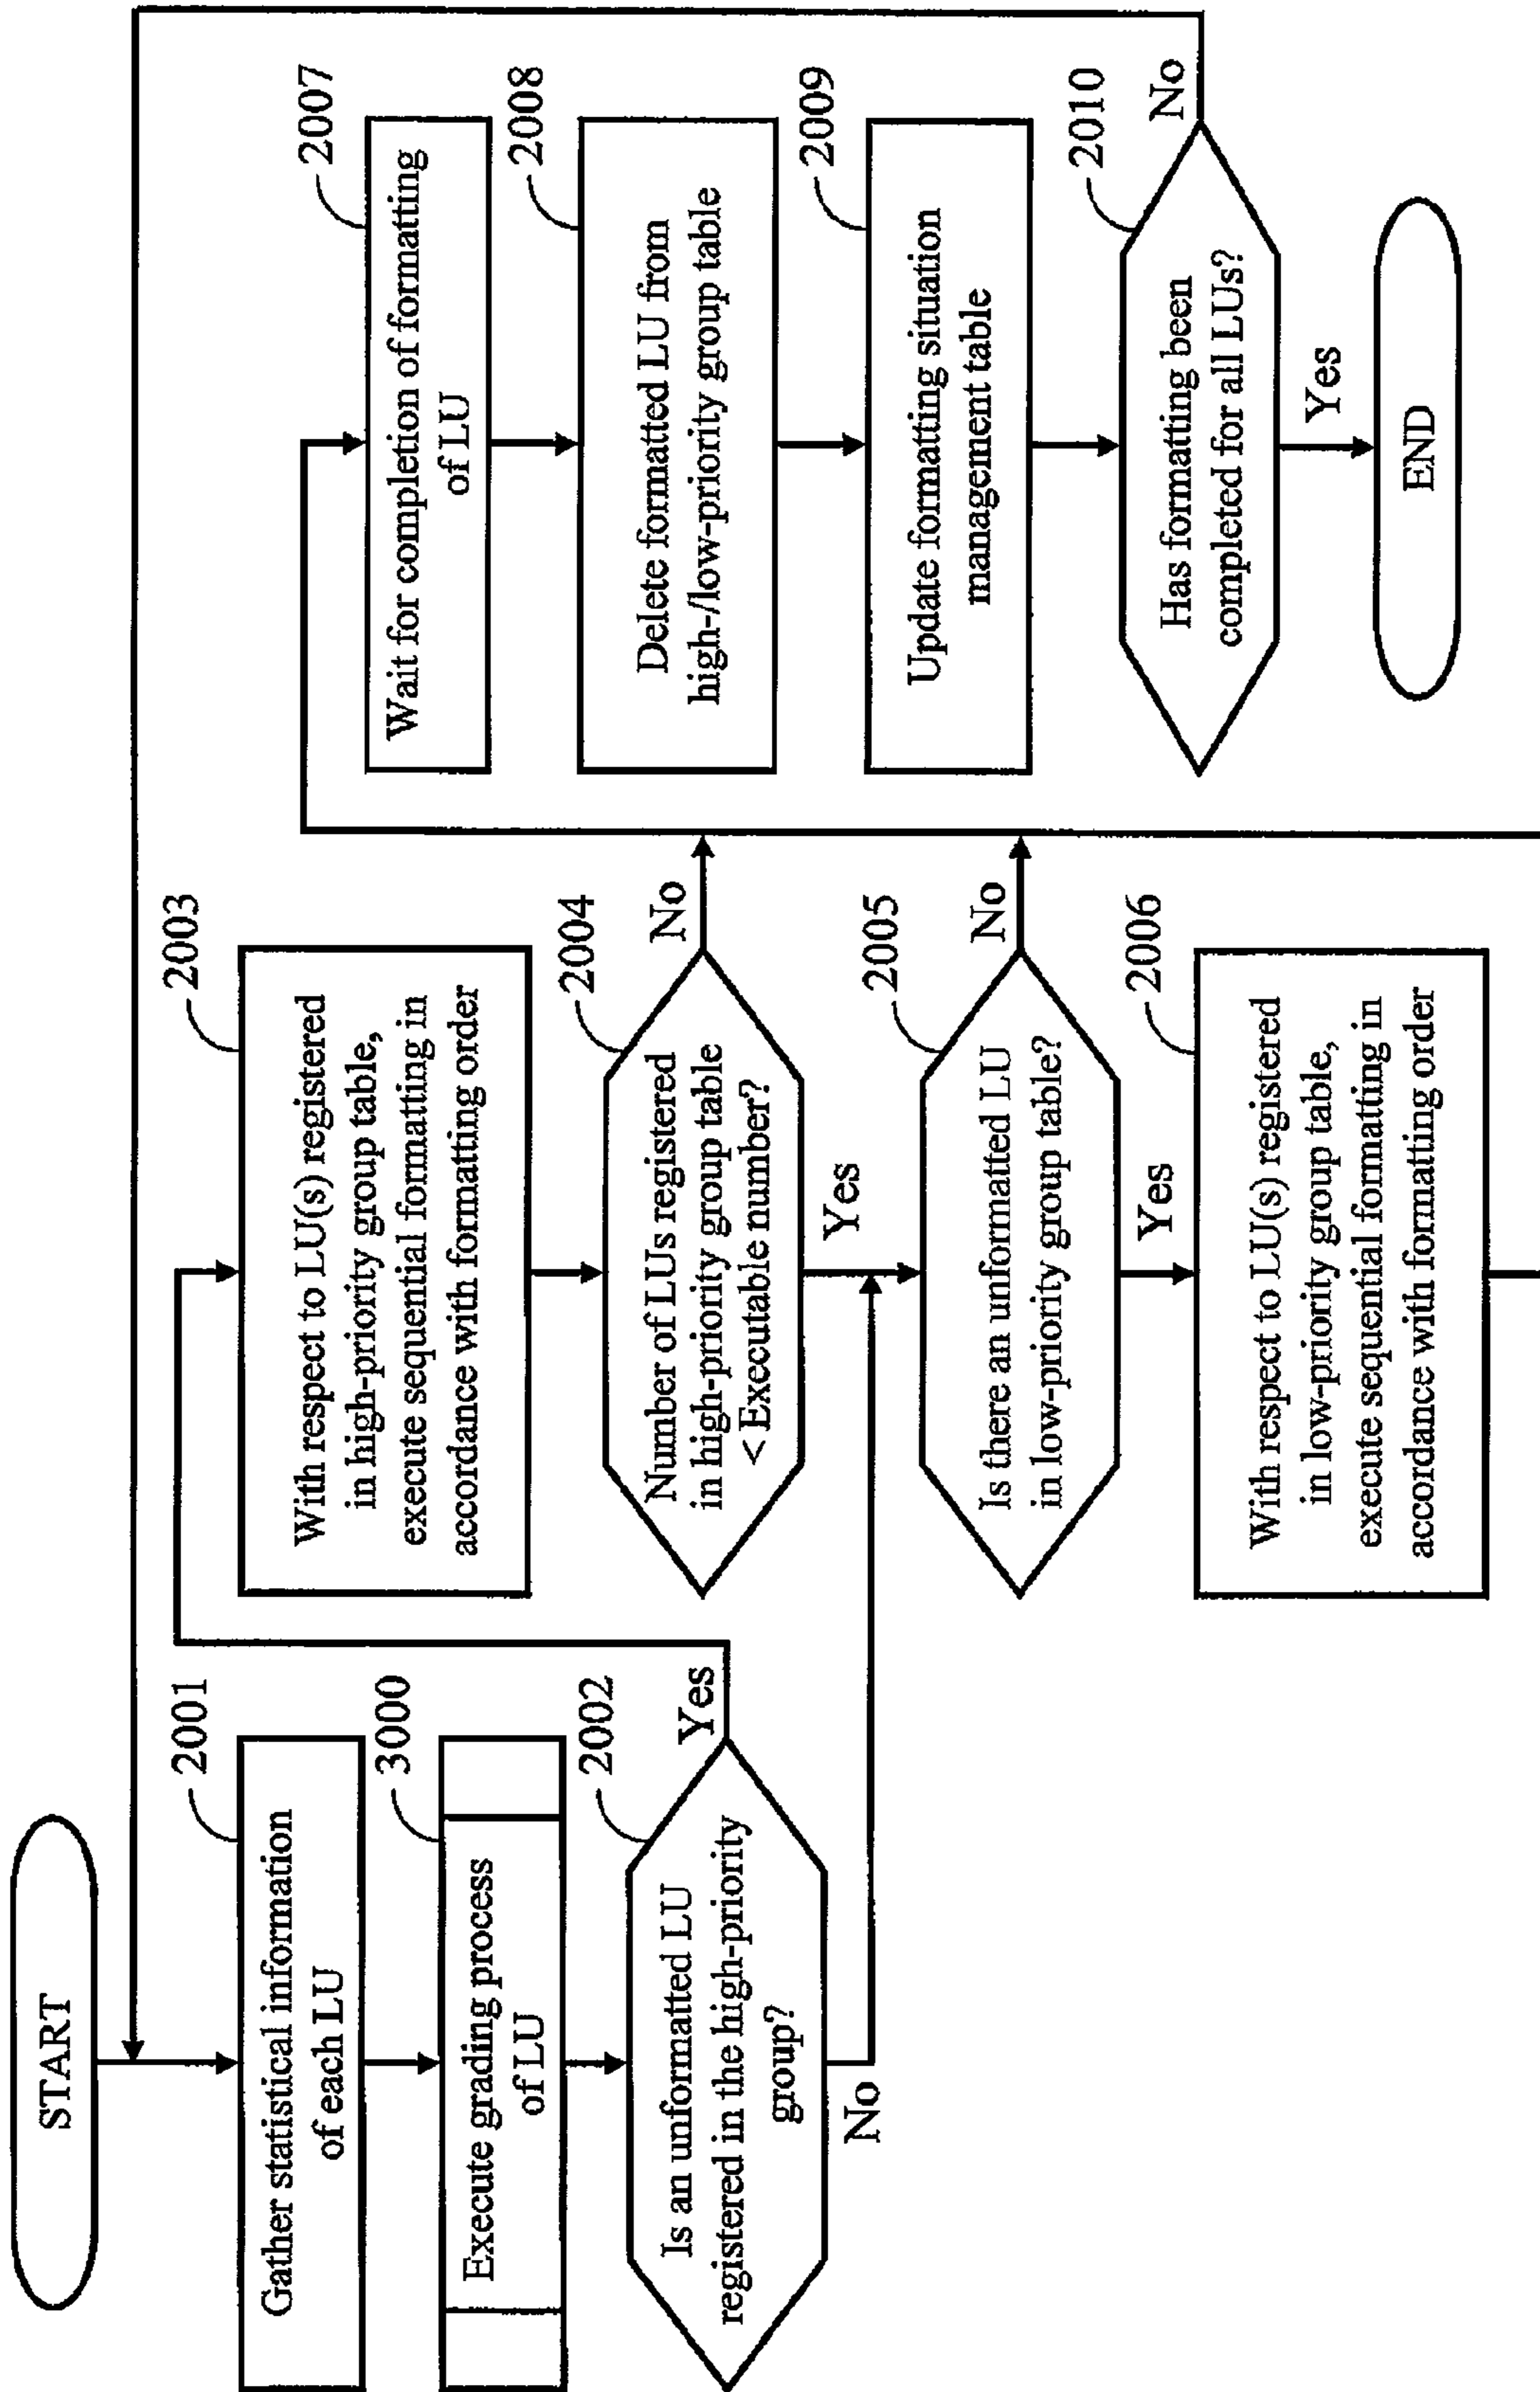 START
2001
Gather statistical information
of each LU
3000
Execute grading process
of LU
2002
Is an unformatted LU
registered in the high-priority
group?
Yes
No
2003
With respect to LU(s) registered
in high-priority group table,
execute sequential formatting in
accordance with formatting order
2004
Number of LUs registered
in high-priority group table
< Executable number?
No
Yes
2005
Is there an unformatted LU
in low-priority group table?
No
Yes
2006
With respect to LU(s) registered
in low-priority group table,
execute sequential formatting in
accordance with formatting order
2007
Wait for completion of formatting
of LU
2008
Delete formatted LU from
high-/low-priority group table
2009
Update formatting situation
management table
2010
Has formatting been
completed for all LUs?
No
Yes
END